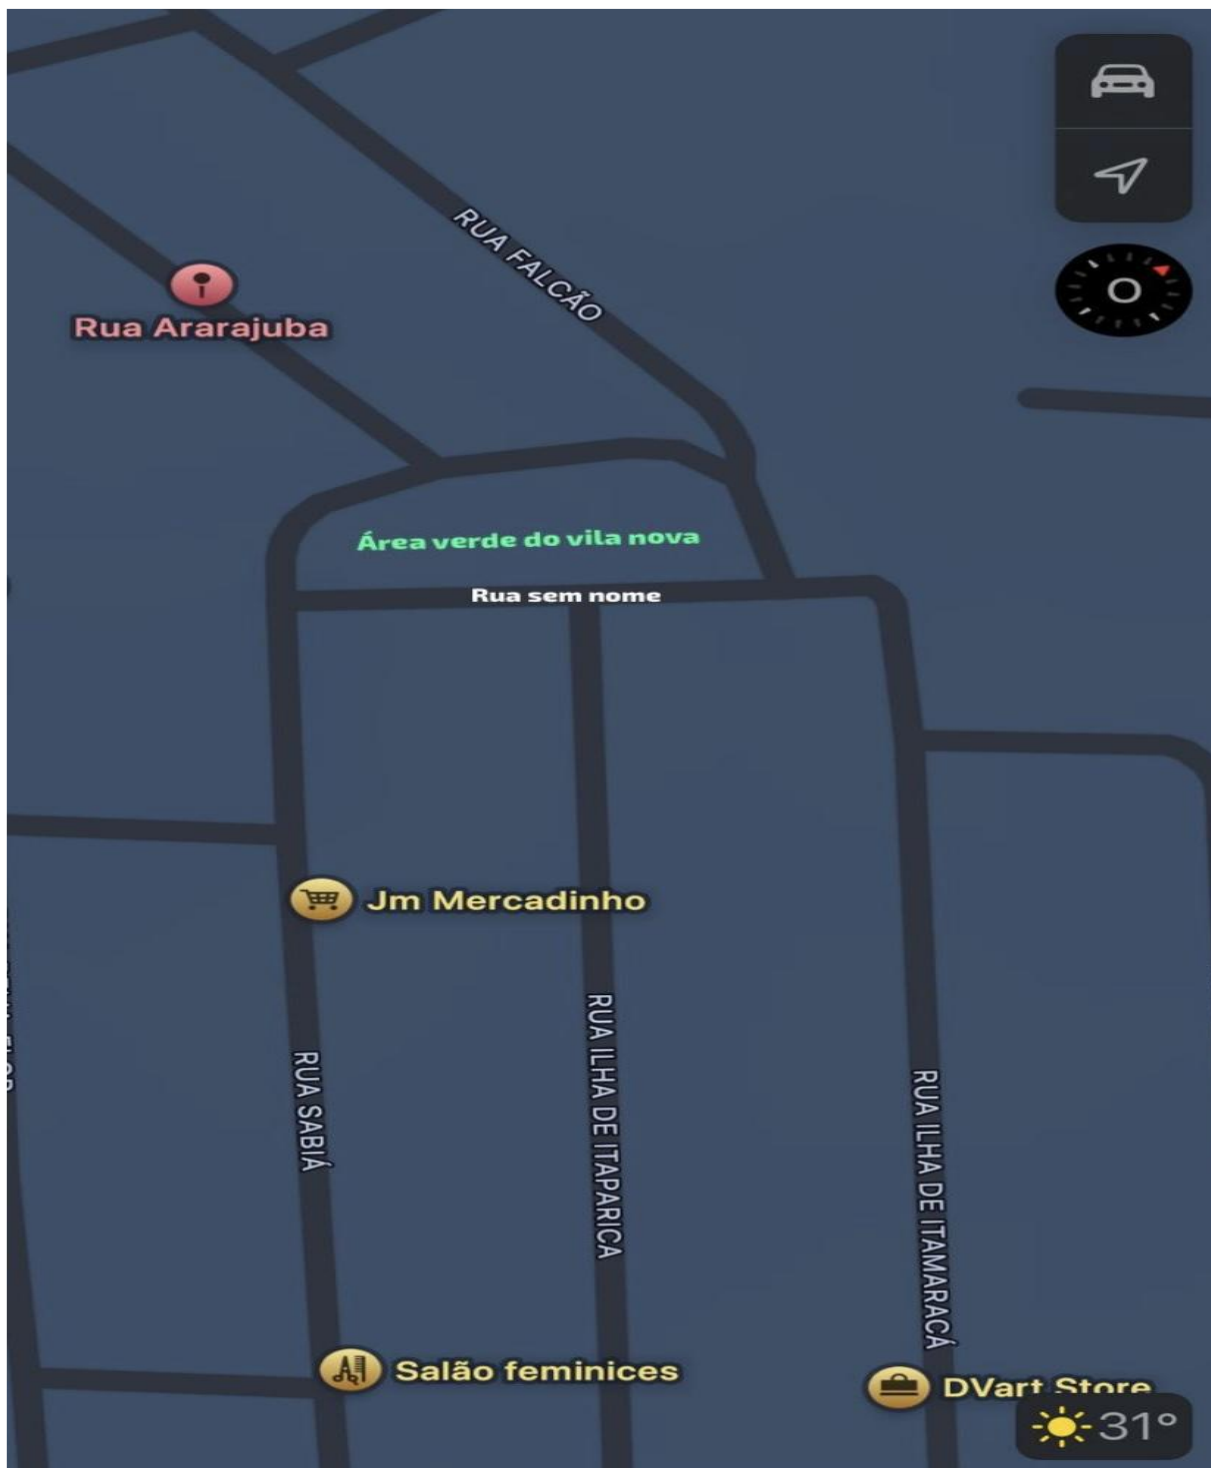 RUA FALCÃO
O
Rua Ararajuba
Área verde do vila nova
Rua sem nome
Jm Mercadinho
RUA SABIÁ
RUA ILHA DE ITAPARICA
RUA ILHA DE ITAMARACÁ
Salão feminices
DVart Store
31°